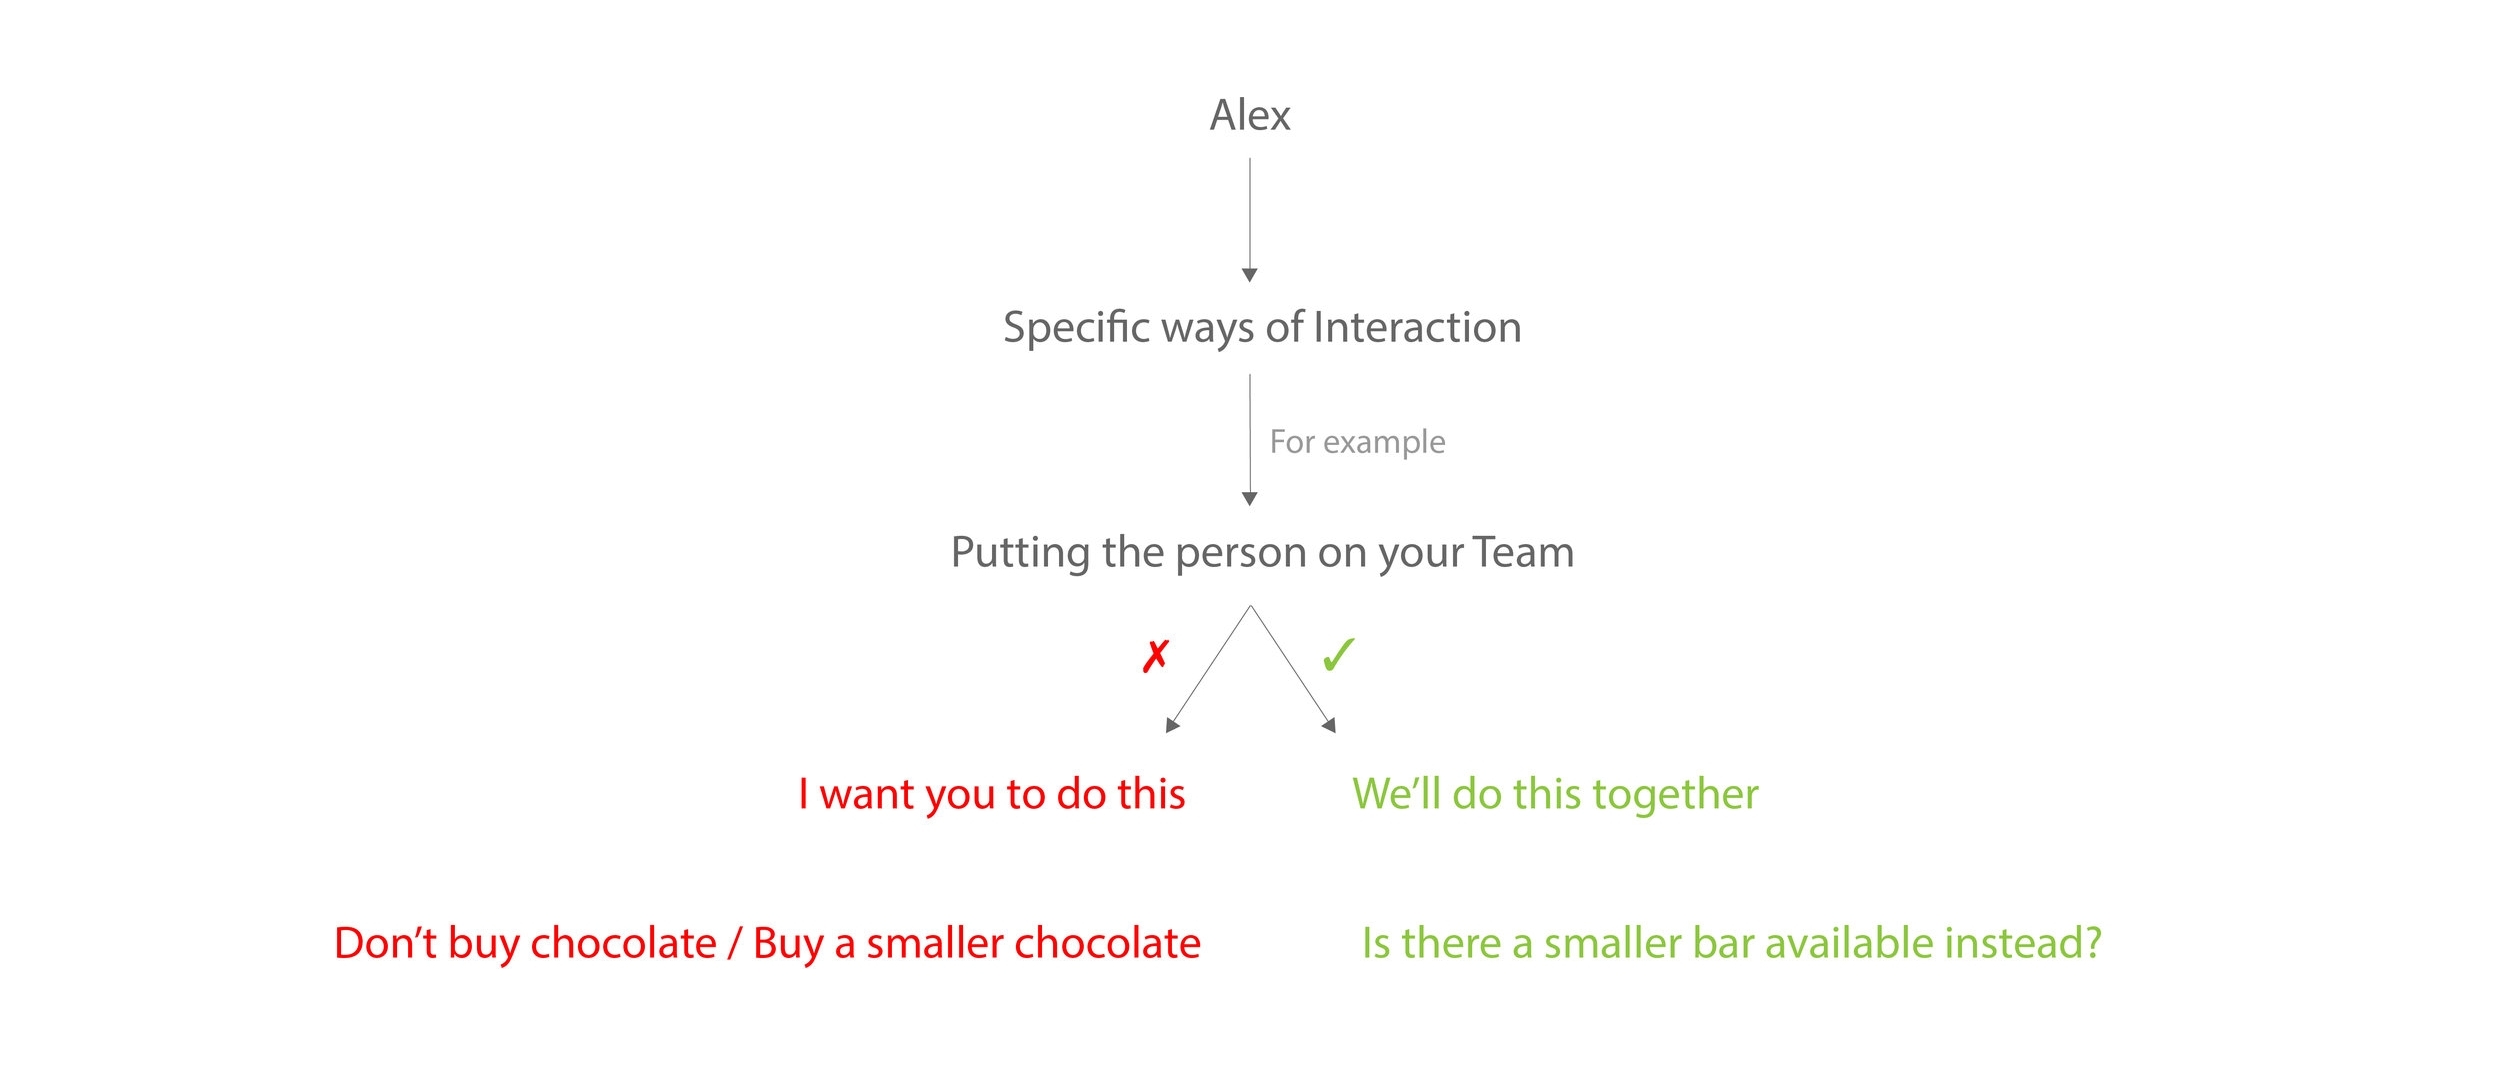 Alex
Specific ways of Interaction
For example
Putting the person on your Team
✗ ✓
I want you to do this
We’ll do this together
Don’t buy chocolate / Buy a smaller chocolate
Is there a smaller bar available instead?